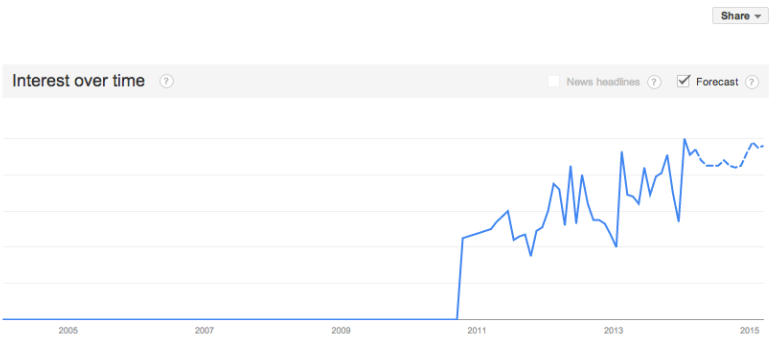 Share
Interest over time ?
News headlines ? Forecast ?
2005 2007 2009 2011 2013 2015